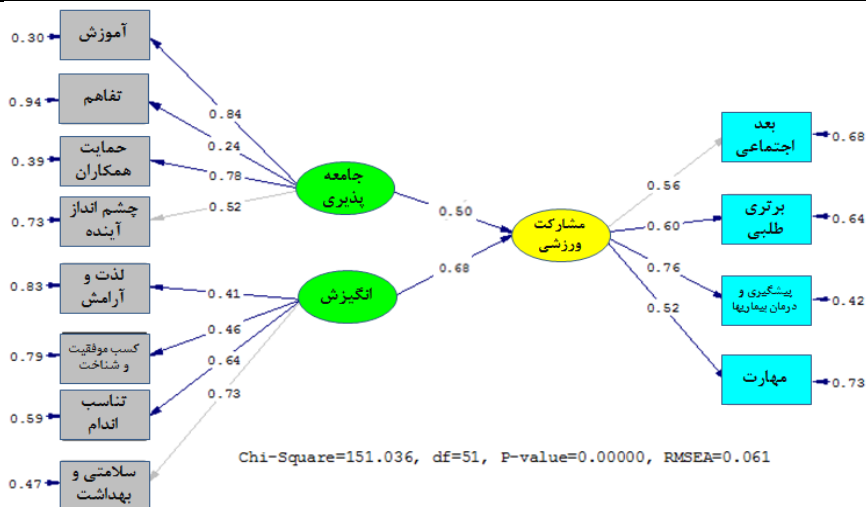 0.30
آموزش
0.94
تفاهم
0.39
حمایت
همکاران
0.73
چشم انداز
آینده
0.83
لذت و
آرامش
0.79
کسب موفقیت
و شناخت
0.59
تناسب
اندام
0.47
سلامتی و
بهداشت
0.84
0.24
0.78
0.52
0.41
0.46
0.64
0.73
جامعه
پذیری
انگیزش
0.50
0.68
مشارکت
ورزشی
0.56
0.60
0.76
0.52
بعد
اجتماعی
0.68
برتری
طلبی
0.64
پیشگیری و
درمان بیماریها
0.42
مهارت
0.73
Chi-Square=151.036, df=51, P-value=0.00000, RMSEA=0.061